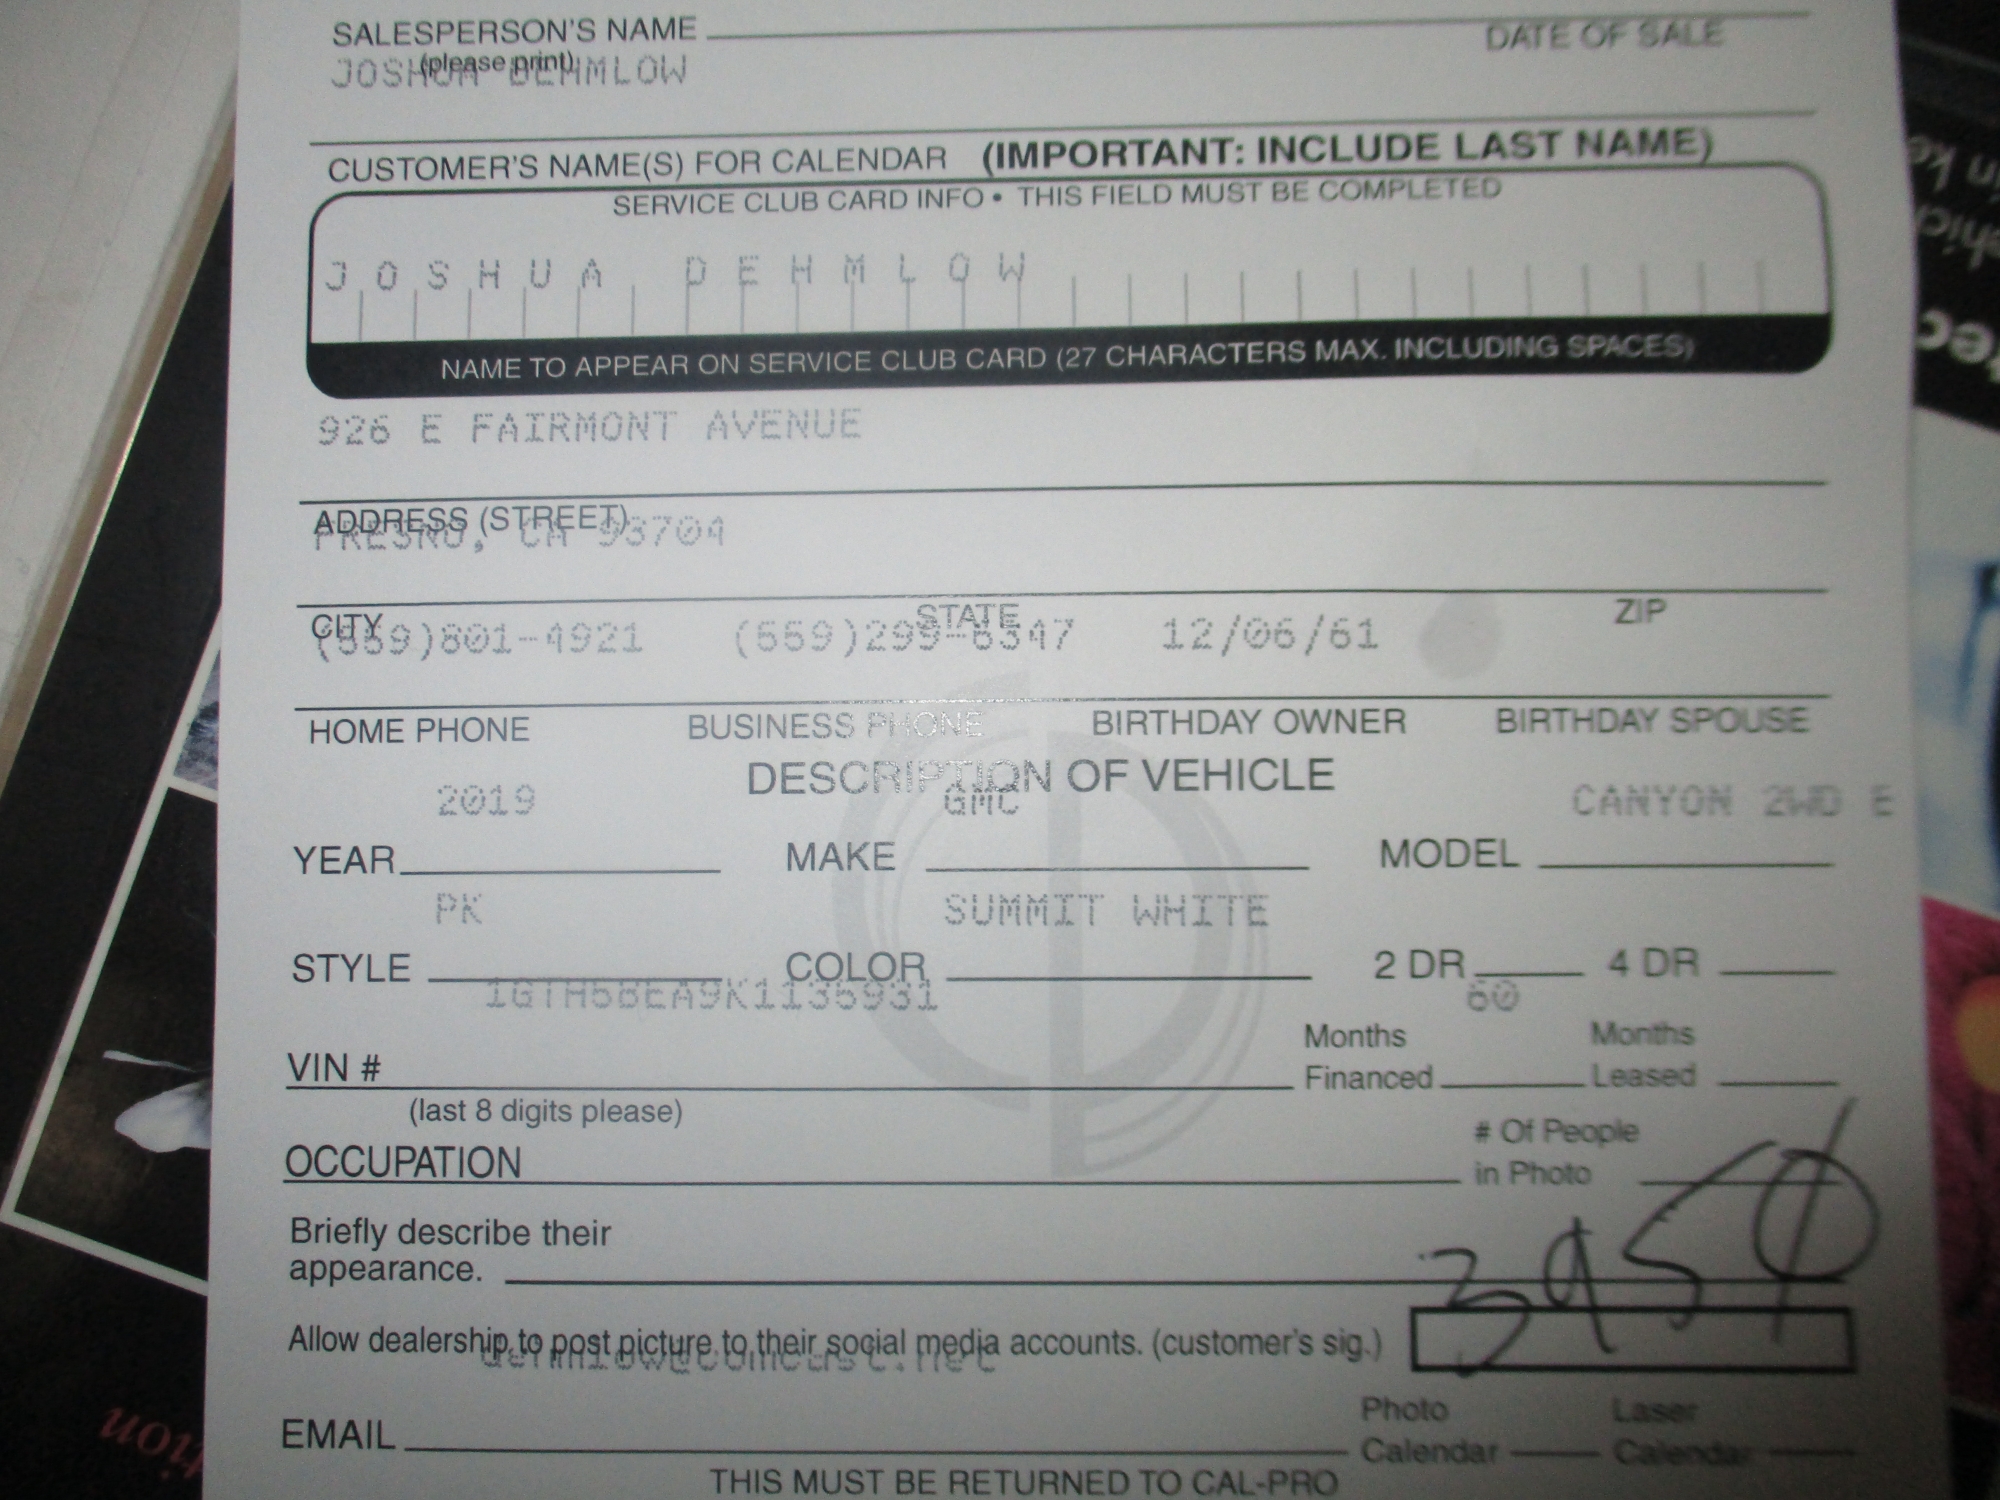 SALESPERSON'S NAME DATE OF SALE
(please print)
JOSHUA DEHMLOW
CUSTOMER'S NAME(S) FOR CALENDAR (IMPORTANT: INCLUDE LAST NAME)
SERVICE CLUB CARD INFO • THIS FIELD MUST BE COMPLETED
JOSHUA DEHMLOW
NAME TO APPEAR ON SERVICE CLUB CARD (27 CHARACTERS MAX. INCLUDING SPACES)
926 E FAIRMONT AVENUE
ADDRESS (STREET)
FRESNO, CA 93704
CITY STATE ZIP
(559)801-4921 (559)299-6347 12/06/61
HOME PHONE BUSINESS PHONE BIRTHDAY OWNER BIRTHDAY SPOUSE
DESCRIPTION OF VEHICLE
2019 GMC CANYON 2WD E
YEAR MAKE MODEL
PK SUMMIT WHITE
STYLE COLOR 2 DR 4 DR
1GTH5BEA9K1135931 60
VIN # Months Financed Months Leased
(last 8 digits please)
OCCUPATION # Of People in Photo
Briefly describe their
appearance.
395
Allow dealership to post picture to their social media accounts. (customer's sig.)
dehmlow@comcast.net
EMAIL Photo Calendar Laser Calendar
THIS MUST BE RETURNED TO CAL-PRO